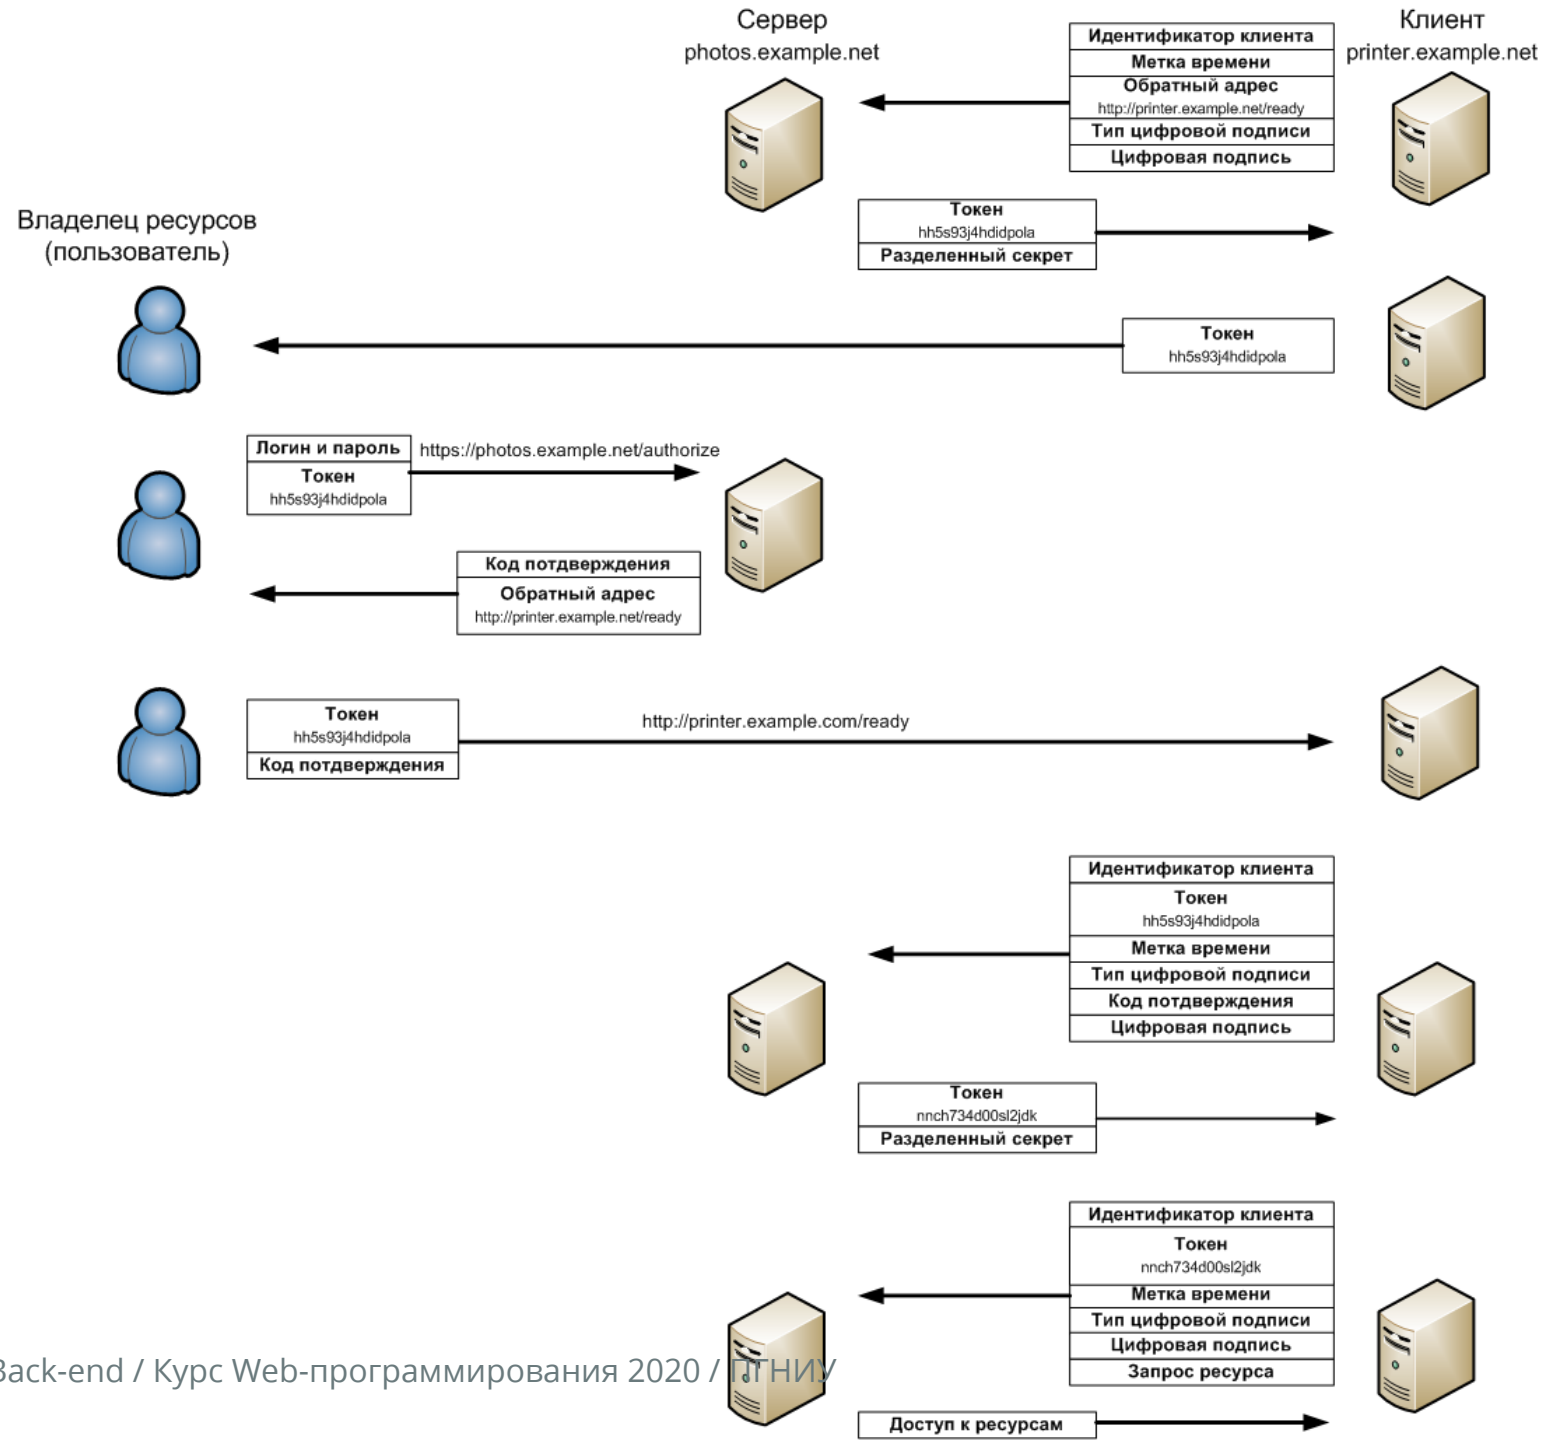 Сервер
photos.example.net
Клиент
printer.example.net
Идентификатор клиента
Метка времени
Обратный адрес
http://printer.example.net/ready
Тип цифровой подписи
Цифровая подпись
Токен
hh5s93j4hdidpola
Разделенный секрет
Владелец ресурсов
(пользователь)
Токен
hh5s93j4hdidpola
Логин и пароль
Токен
hh5s93j4hdidpola
https://photos.example.net/authorize
Код потдверждения
Обратный адрес
http://printer.example.net/ready
Токен
hh5s93j4hdidpola
Код потдверждения
http://printer.example.com/ready
Идентификатор клиента
Токен
hh5s93j4hdidpola
Метка времени
Тип цифровой подписи
Код потдверждения
Цифровая подпись
Токен
nnch734d00sl2jdk
Разделенный секрет
Идентификатор клиента
Токен
nnch734d00sl2jdk
Метка времени
Тип цифровой подписи
Цифровая подпись
Запрос ресурса
Back-end / Курс Web-программирования 2020 / ПГНИУ
Доступ к ресурсам